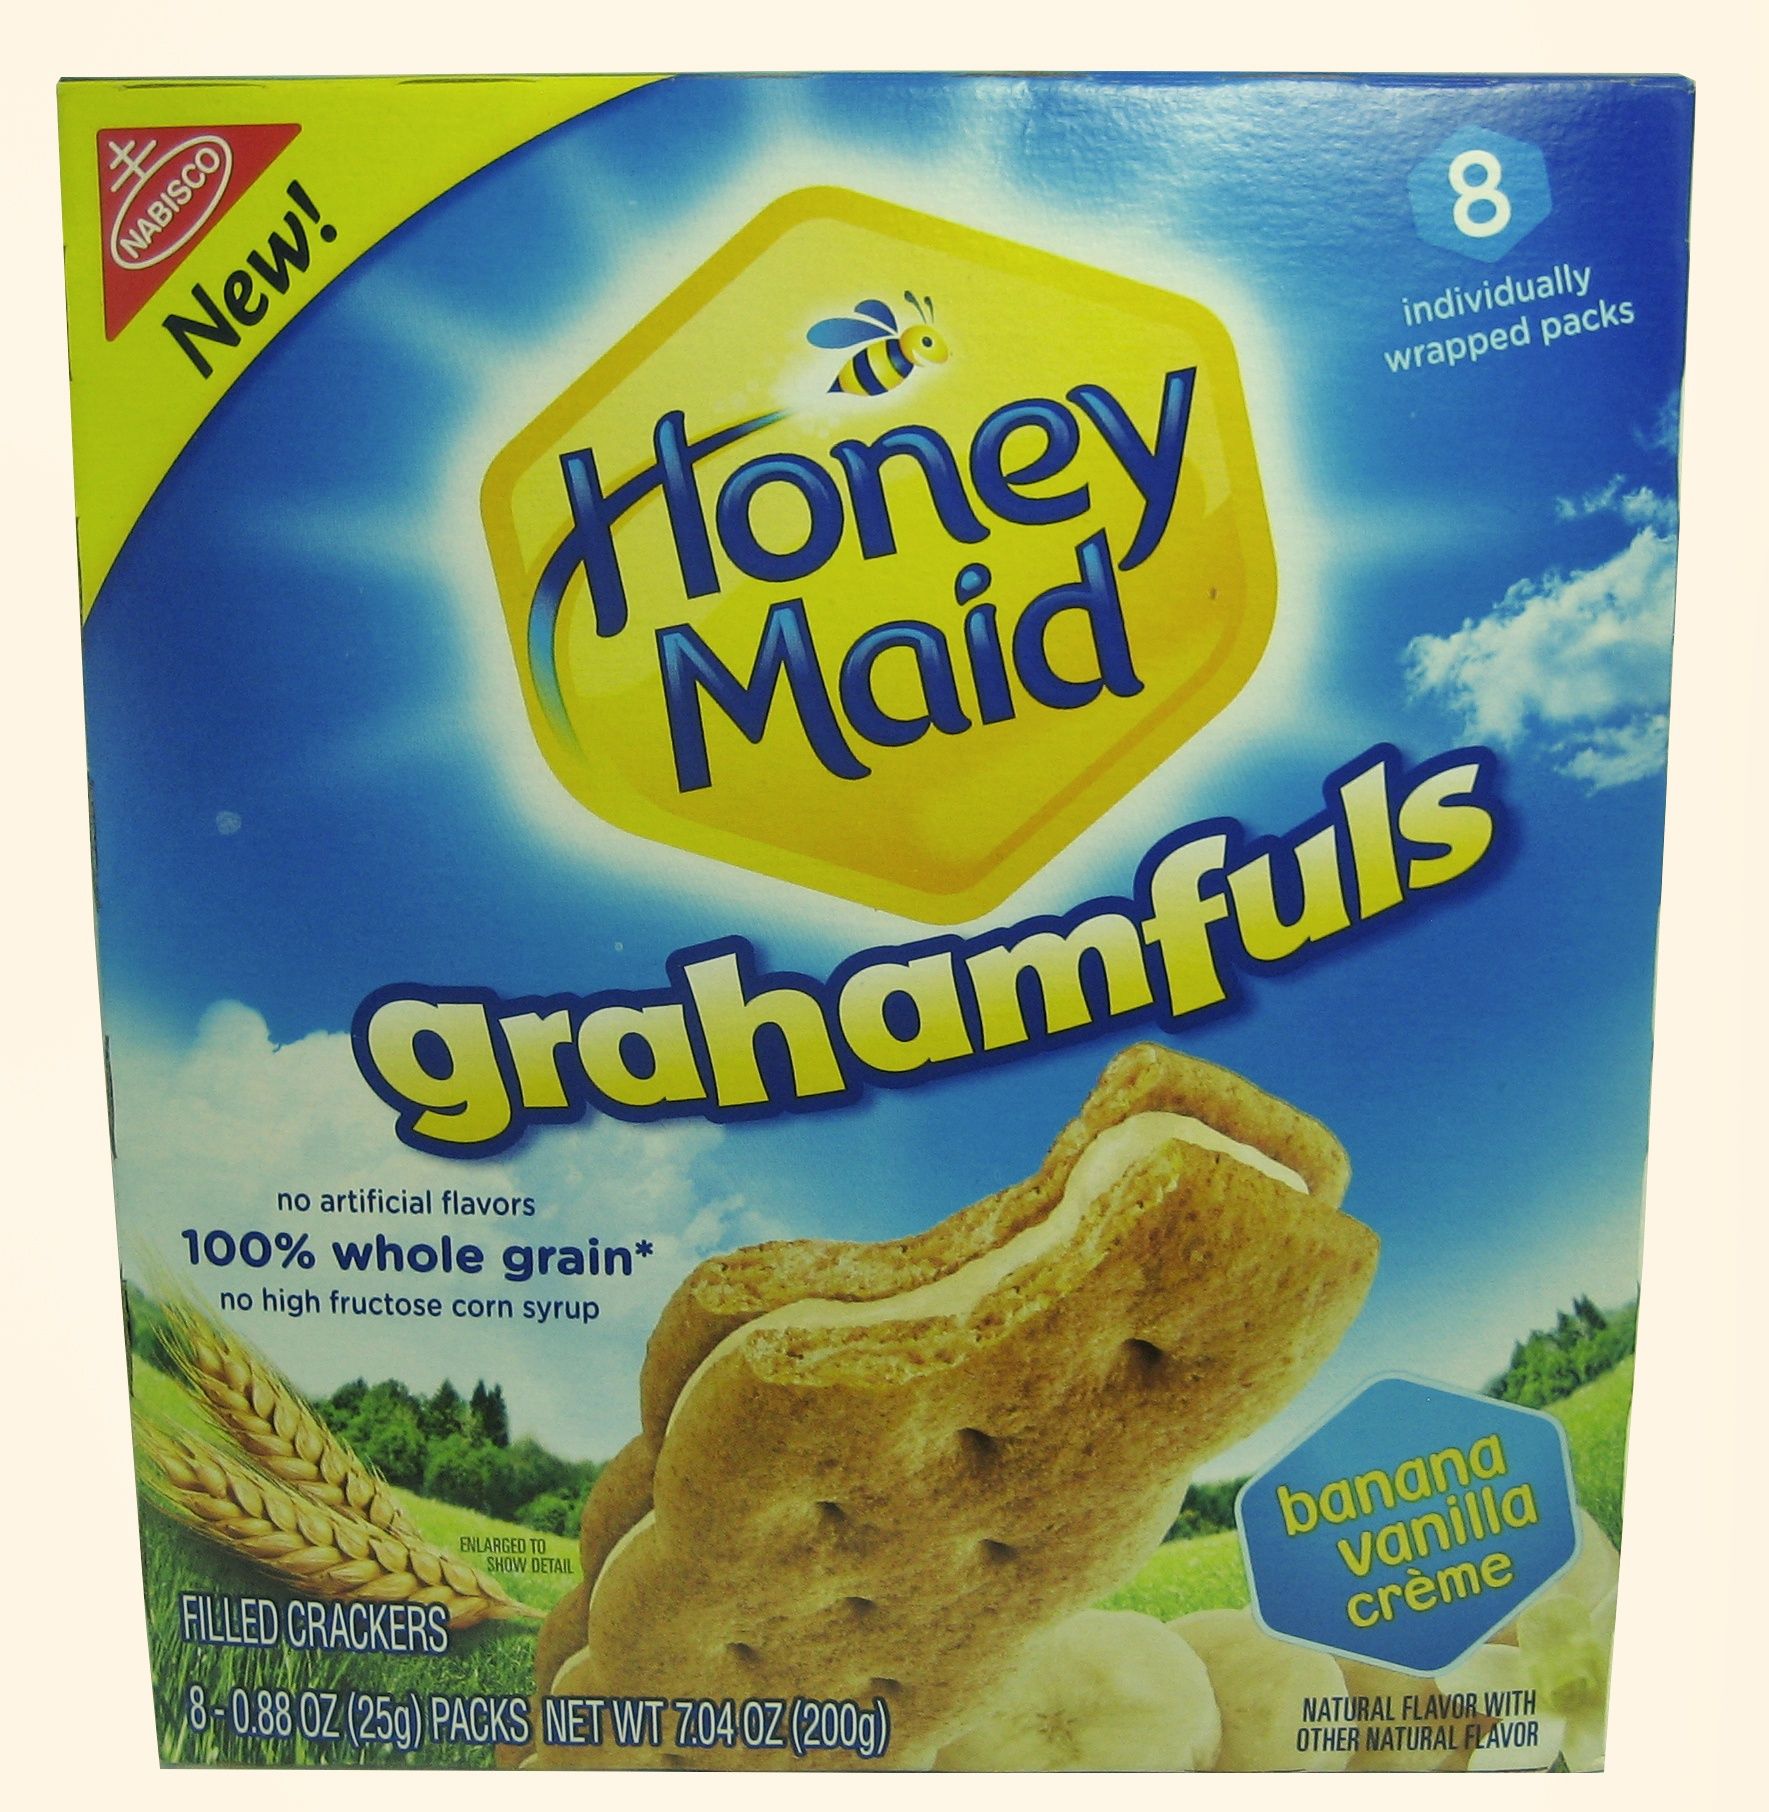 NABISCO
New!
8
individually
wrapped packs
Honey
Maid
grahamfuls
no artificial flavors
100% whole grain*
no high fructose corn syrup
banana
vanilla
crème
ENLARGED TO
SHOW DETAIL
FILLED CRACKERS
8 - 0.88 OZ (25g) PACKS NET WT 7.04 OZ (200g)
NATURAL FLAVOR WITH
OTHER NATURAL FLAVOR